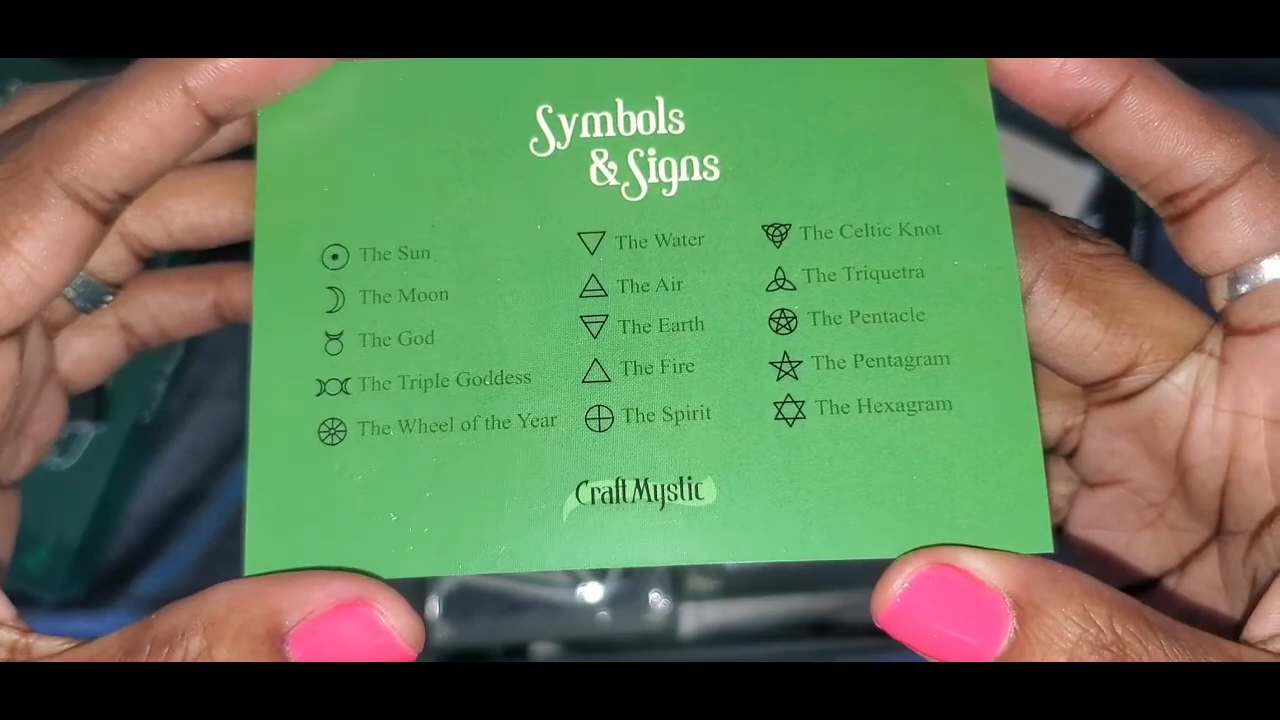 Symbols
& Signs
The Sun
The Moon
The God
The Triple Goddess
The Wheel of the Year
The Water
The Air
The Earth
The Fire
The Spirit
The Celtic Knot
The Triquetra
The Pentacle
The Pentagram
The Hexagram
CraftMystic